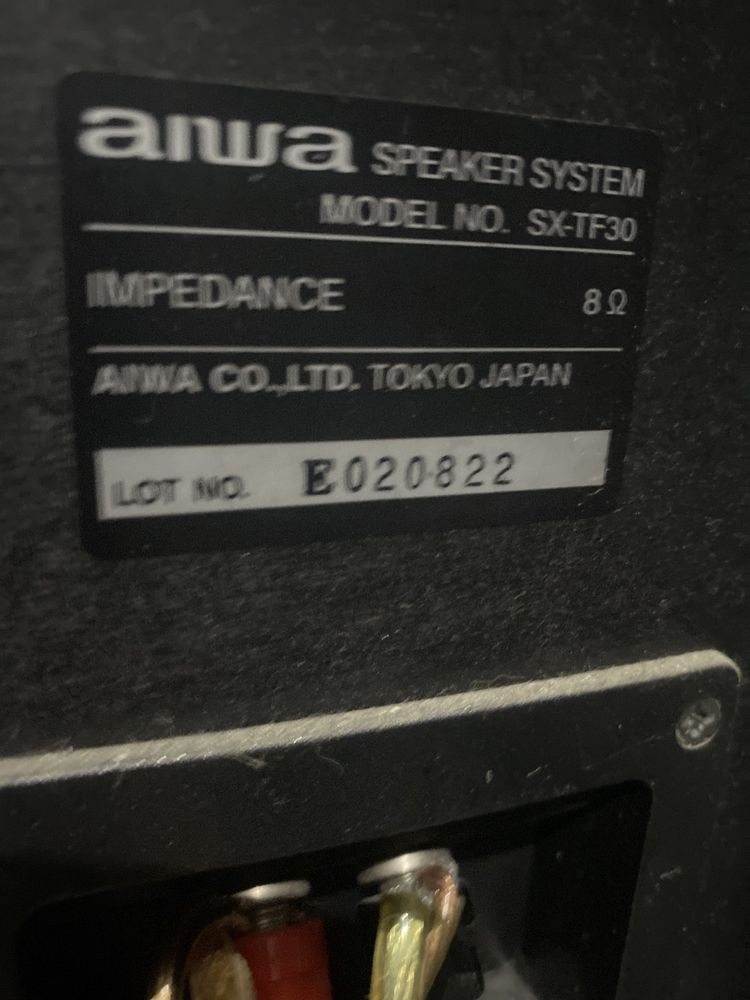 aiwa SPEAKER SYSTEM
MODEL NO. SX-TF30
IMPEDANCE 8Ω
AIWA CO.,LTD. TOKYO JAPAN
LOT NO. E020822